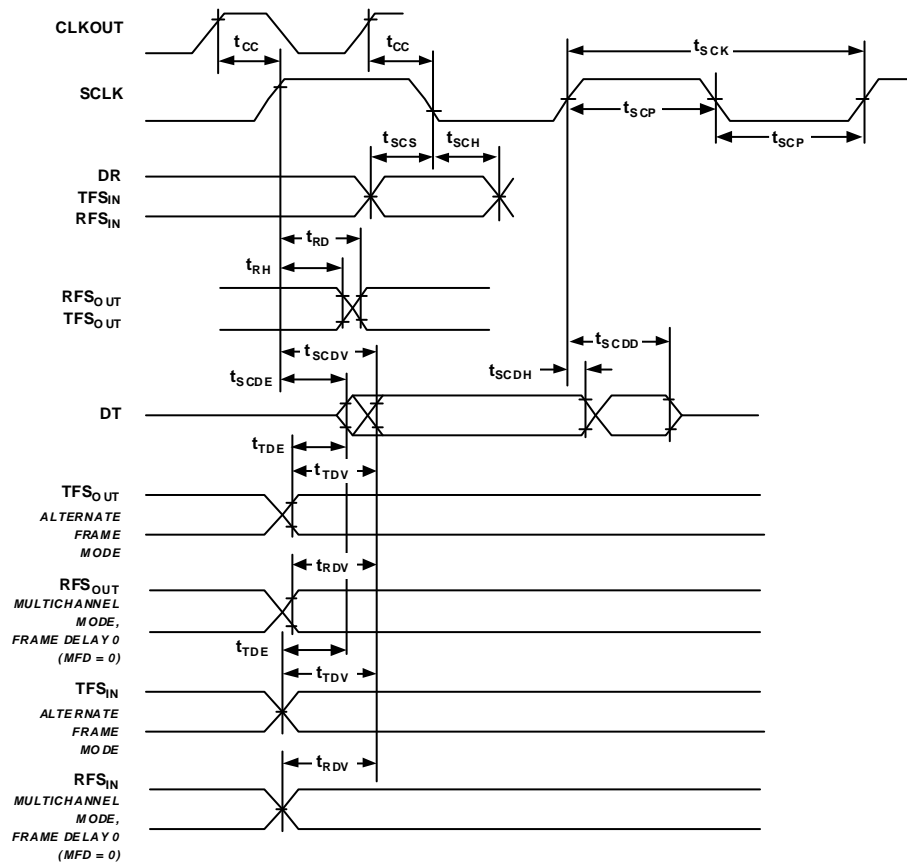 CLKOUT
tCC
tCC
tSCK
SCLK
tSCP
tSCP
tSCS
tSCH
DR
TFSIN
RFSIN
tRD
tRH
RFSOUT
TFSOUT
tSCDV
tSCDD
tSCDH
tSCDE
DT
tTDE
tTDV
TFSOUT
ALTERNATE
FRAME
MODE
tRDV
RFSOUT
MULTICHANNEL
MODE,
FRAME DELAY 0
(MFD = 0)
tTDE
tTDV
TFSIN
ALTERNATE
FRAME
MODE
tRDV
RFSIN
MULTICHANNEL
MODE,
FRAME DELAY 0
(MFD = 0)